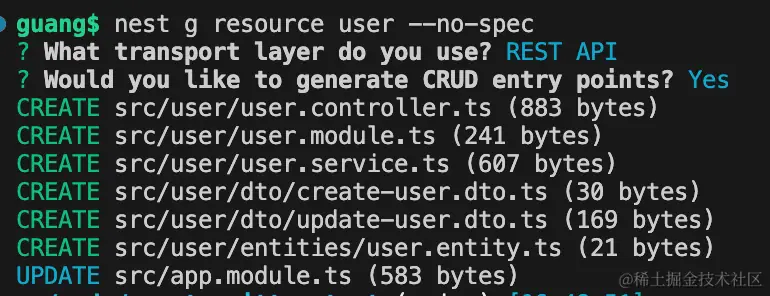 guang$ nest g resource user --no-spec
? What transport layer do you use? REST API
? Would you like to generate CRUD entry points? Yes
CREATE src/user/user.controller.ts (883 bytes)
CREATE src/user/user.module.ts (241 bytes)
CREATE src/user/user.service.ts (607 bytes)
CREATE src/user/dto/create-user.dto.ts (30 bytes)
CREATE src/user/dto/update-user.dto.ts (169 bytes)
CREATE src/user/entities/user.entity.ts (21 bytes)
UPDATE src/app.module.ts (583 bytes)
@稀土掘金技术社区